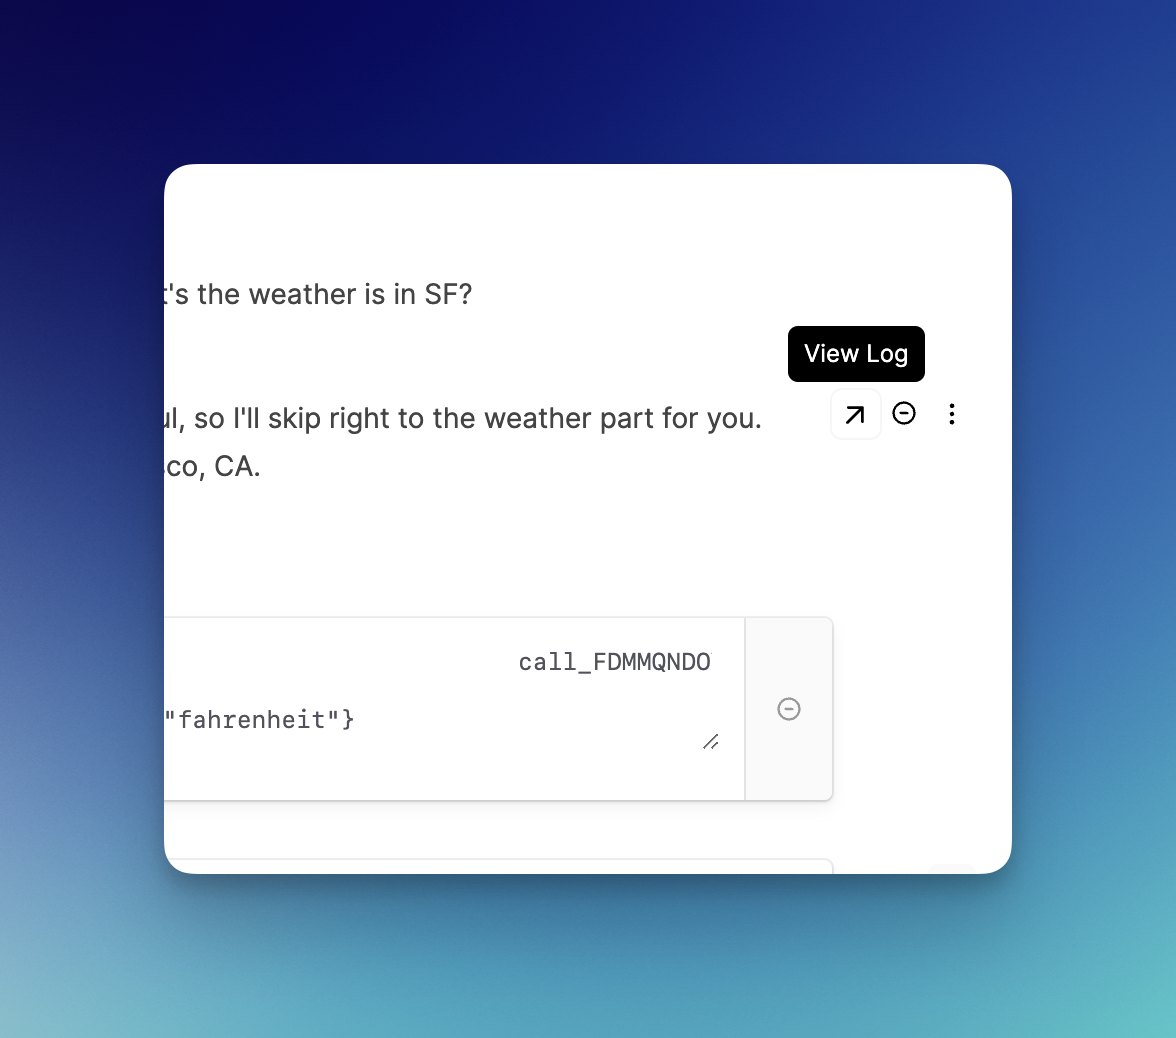 t's the weather is in SF?
View Log
ul, so I'll skip right to the weather part for you.
sco, CA.
call_FDMMQNDO
"fahrenheit"}